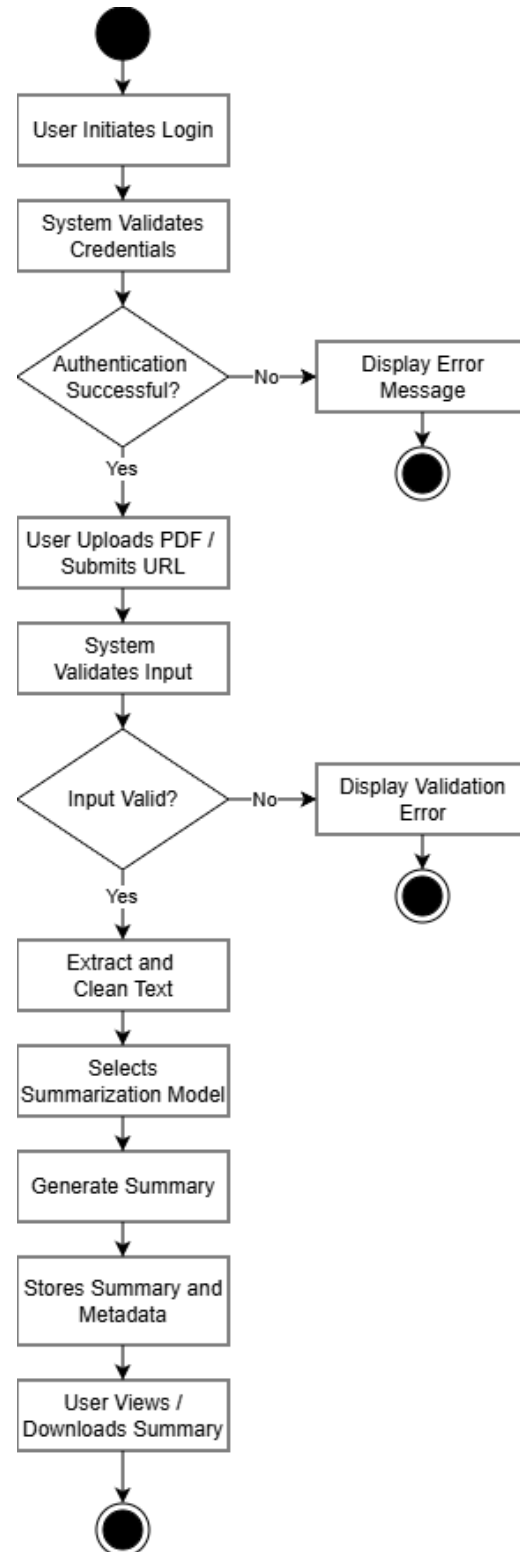 User Initiates Login
System Validates
Credentials
Authentication
Successful?
No
Display Error
Message
Yes
User Uploads PDF /
Submits URL
System
Validates Input
Input Valid?
No
Display Validation
Error
Yes
Extract and
Clean Text
Selects
Summarization Model
Generate Summary
Stores Summary and
Metadata
User Views /
Downloads Summary